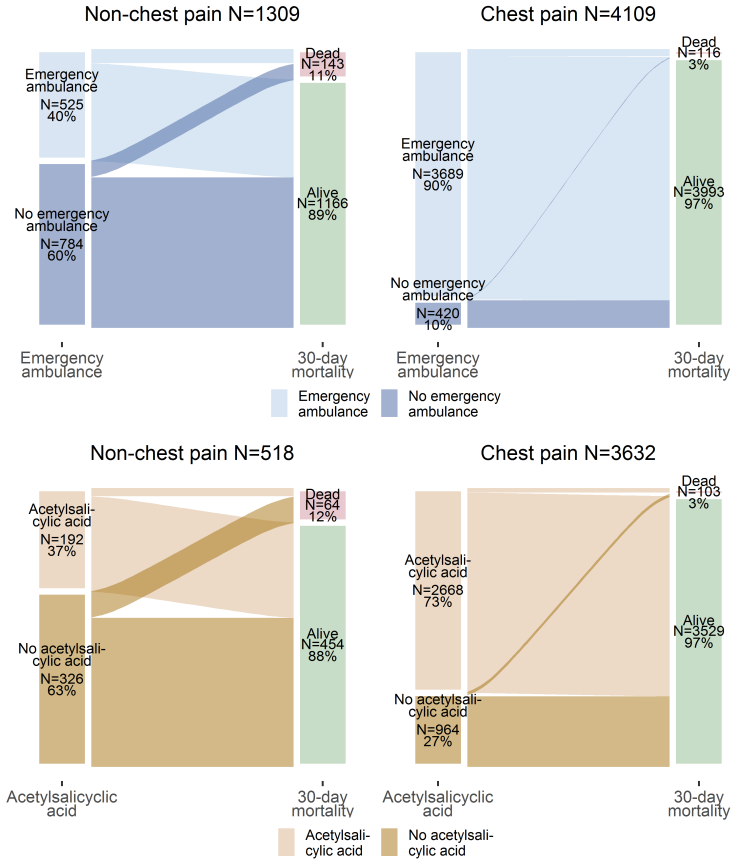 Non-chest pain N=1309
Dead
N=143
11%
Emergency
ambulance
N=525
40%
No emergency
ambulance
N=784
60%
Alive
N=1166
89%
Emergency
ambulance
30-day
mortality
Chest pain N=4109
Dead
N=116
3%
Emergency
ambulance
N=3689
90%
No emergency
ambulance
N=420
10%
Alive
N=3993
97%
Emergency
ambulance
30-day
mortality
Emergency
ambulance
No emergency
ambulance
Non-chest pain N=518
Dead
N=64
12%
Acetylsali-
cylic acid
N=192
37%
No acetylsali-
cylic acid
N=326
63%
Alive
N=454
88%
Acetylsalicyclic
acid
30-day
mortality
Chest pain N=3632
Dead
N=103
3%
Acetylsali-
cylic acid
N=2668
73%
No acetylsali-
cylic acid
N=964
27%
Alive
N=3529
97%
Acetylsalicyclic
acid
30-day
mortality
Acetylsali-
cylic acid
No acetylsali-
cylic acid